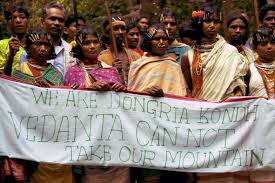 WE ARE DONGRIA KONDH
VEDANTA CAN NOT
TAKE OUR MOUNTAIN